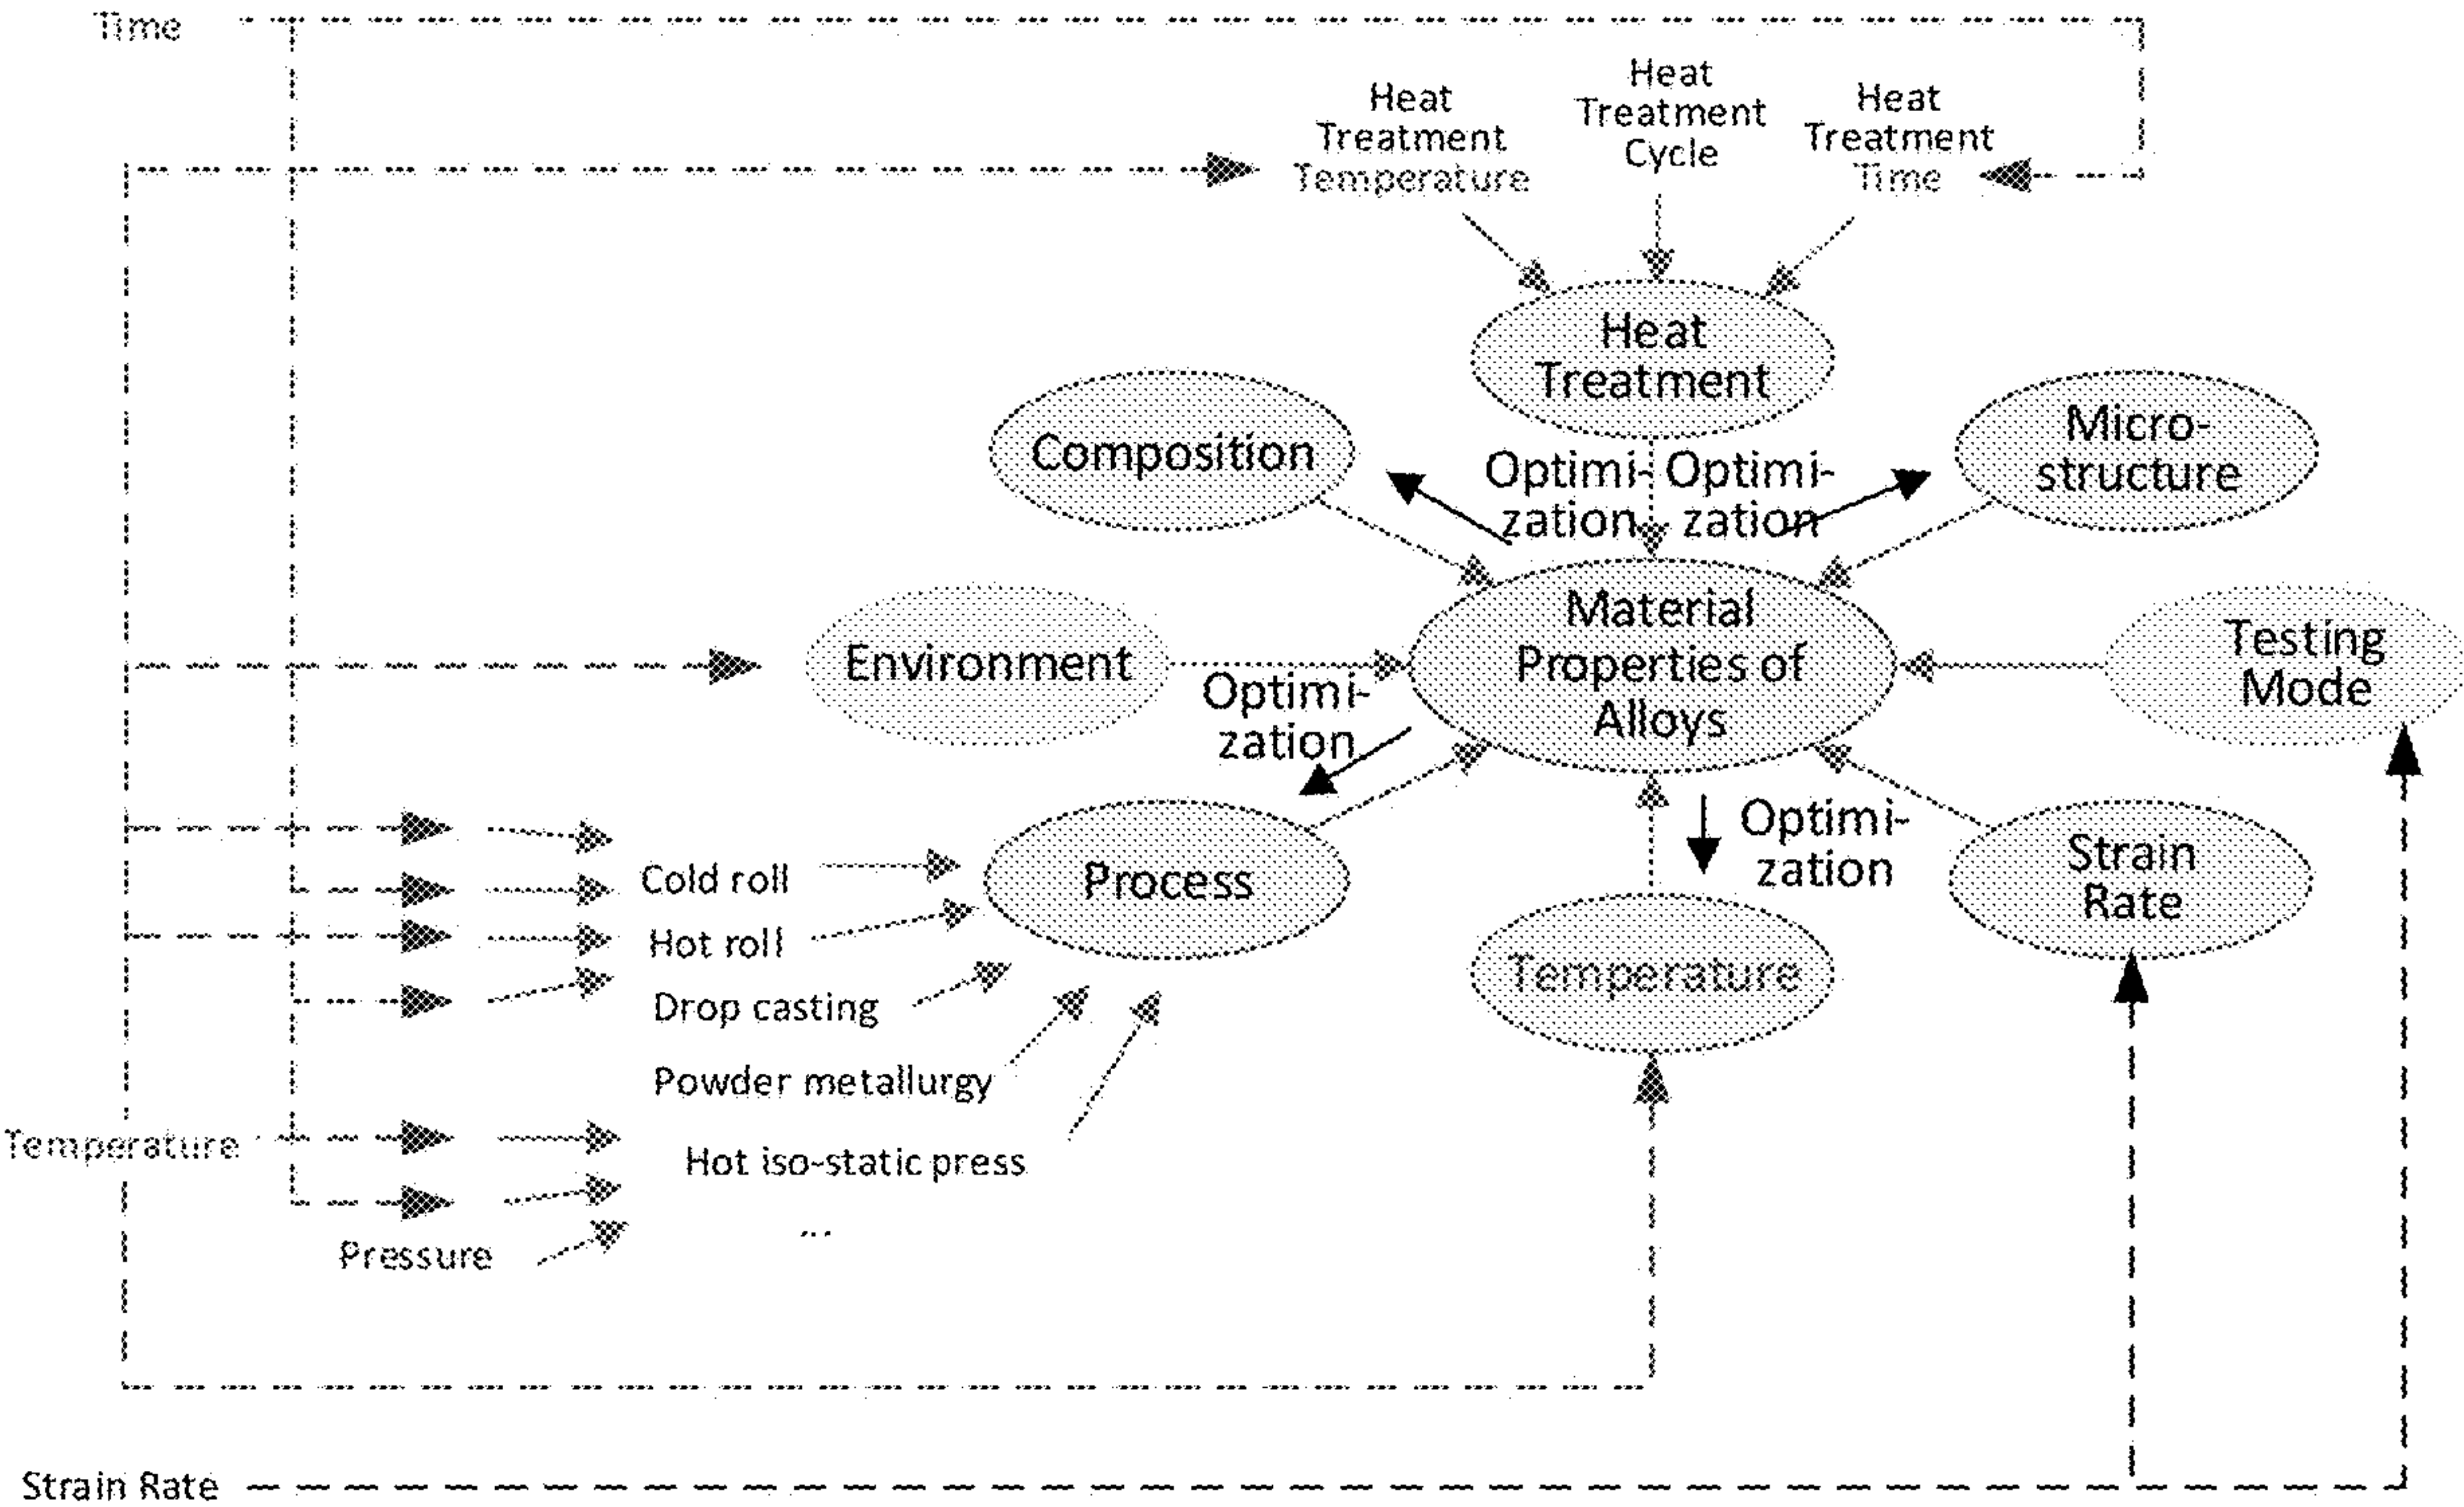 Time
Heat
Treatment
Temperature
Heat
Treatment
Cycle
Heat
Treatment
Time
Heat
Treatment
Composition
Micro-
structure
Optimi-
zation
Optimi-
zation
Environment
Material
Properties of
Alloys
Testing
Mode
Optimi-
zation
Process
Optimi-
zation
Temperature
Strain
Rate
Cold roll
Hot roll
Drop casting
Powder metallurgy
Hot iso-static press
...
Temperature
Pressure
Strain Rate